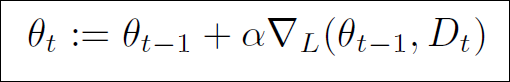 θ_t := θ_{t−1} + α∇_L(θ_{t−1}, D_t)